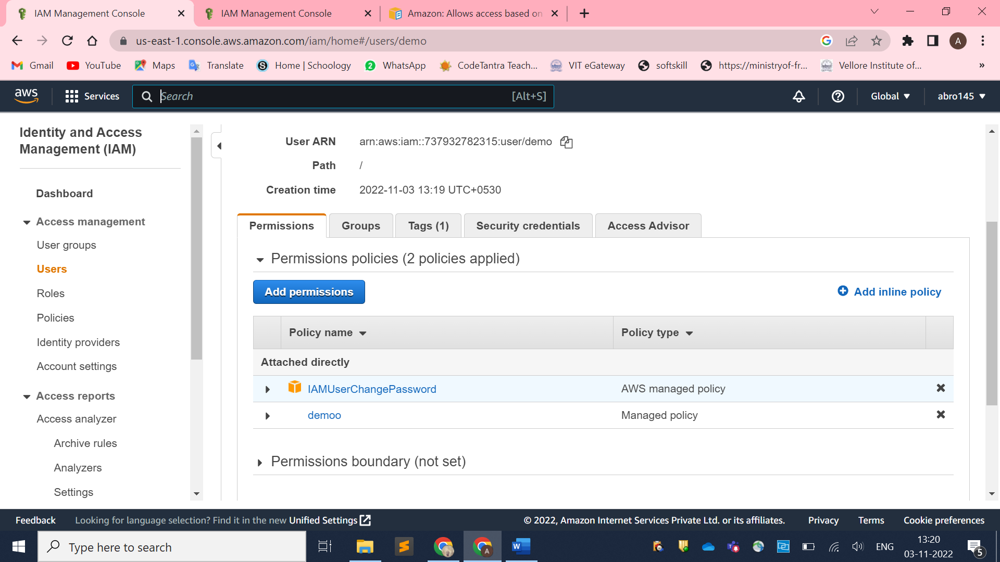 IAM Management Console
IAM Management Console
Amazon: Allows access based on
us-east-1.console.aws.amazon.com/iam/home#/users/demo
A
Gmail YouTube Maps Translate Home | Schoology WhatsApp CodeTantra Teach... VIT eGateway softskill https://ministryof-fr... Vellore Institute of... »
aws Services Search [Alt+S] Global abro145
Identity and Access
Management (IAM)
Dashboard
Access management
User groups
Users
Roles
Policies
Identity providers
Account settings
Access reports
Access analyzer
Archive rules
Analyzers
Settings
User ARN arn:aws:iam::737932782315:user/demo
Path /
Creation time 2022-11-03 13:19 UTC+0530
Permissions Groups Tags (1) Security credentials Access Advisor
Permissions policies (2 policies applied)
Add permissions Add inline policy
Policy name Policy type
Attached directly
IAMUserChangePassword AWS managed policy
demoo Managed policy
Permissions boundary (not set)
Feedback Looking for language selection? Find it in the new Unified Settings © 2022, Amazon Internet Services Private Ltd. or its affiliates. Privacy Terms Cookie preferences
Type here to search
ENG
13:20
03-11-2022
5